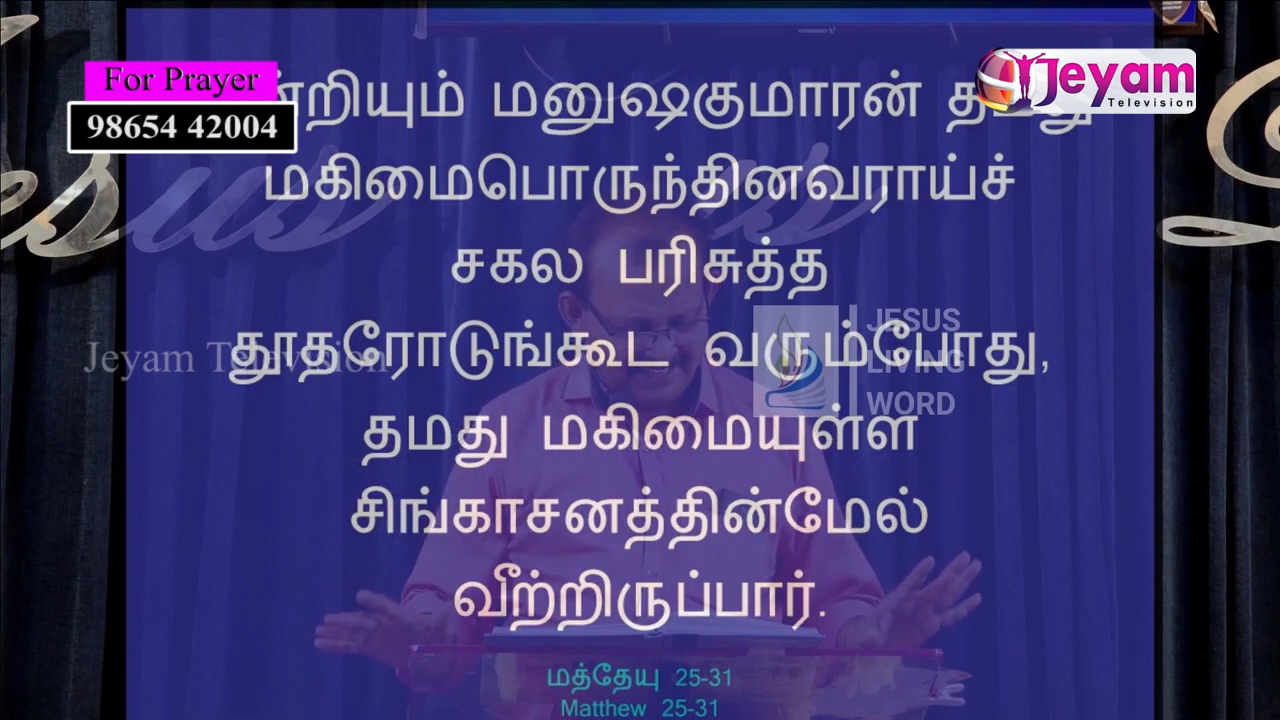 For Prayer
98654 42004
Jeyam
Television
மனுஷகுமாரன் தமது
மகிமைபொருந்தினவராய்ச்
சகல பரிசுத்த
தூதரோடுங்கூட வரும்போது,
தமது மகிமையுள்ள
சிங்காசனத்தின்மேல்
வீற்றிருப்பார்.
Jeyam Television
JESUS
LIVING
WORD
மத்தேயு 25-31
Matthew 25-31